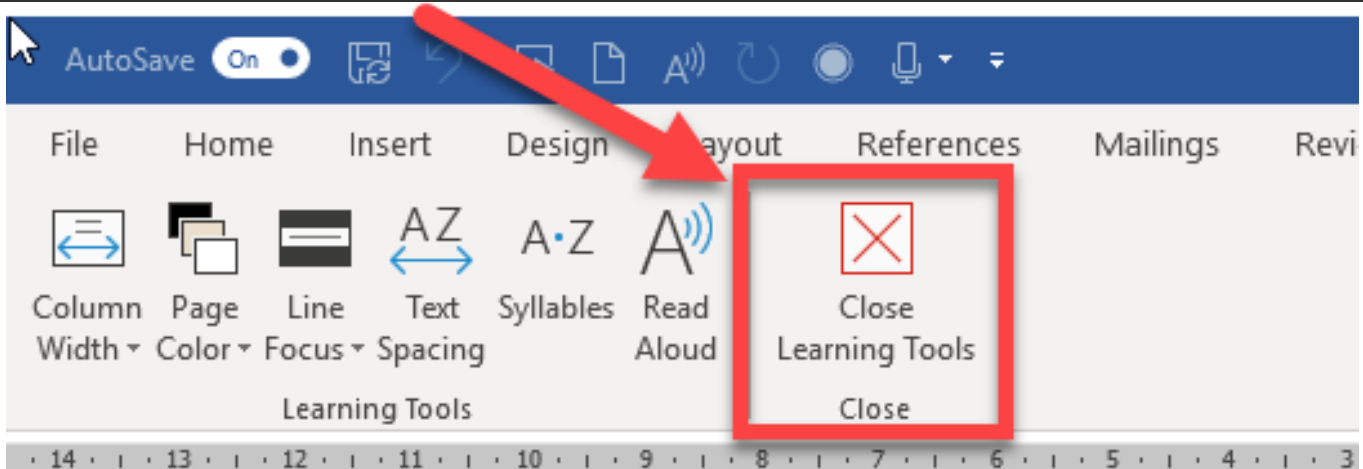 AutoSave On
File Home Insert Design ayout References Mailings Revi
AZ A·Z A
Column Page Line Text Syllables Read Close
Width Color Focus Spacing Aloud Learning Tools
Learning Tools Close
14 13 12 11 10 9 8 7 6 5 4 3